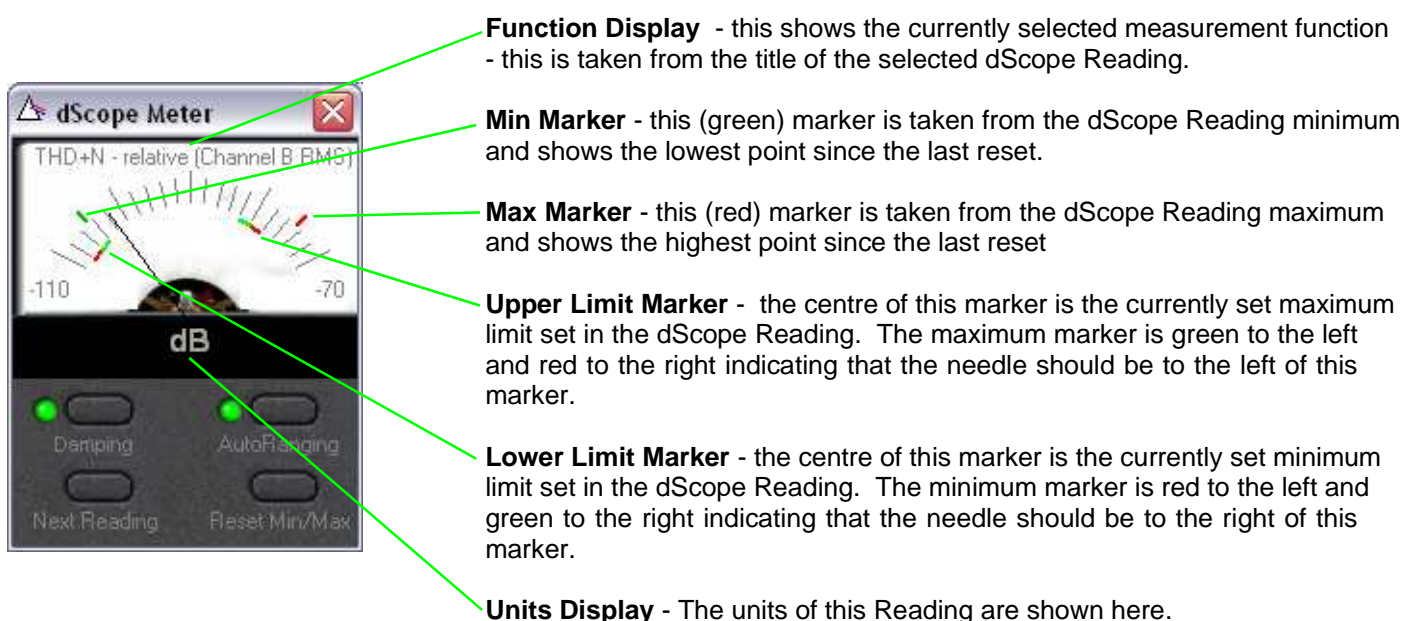 Function Display - this shows the currently selected measurement function
- this is taken from the title of the selected dScope Reading.
dScope Meter
THD+N - relative (Channel B RMS)
-110
-70
dB
Damping
AutoRanging
Next Reading
Reset Min/Max
Min Marker - this (green) marker is taken from the dScope Reading minimum
and shows the lowest point since the last reset.
Max Marker - this (red) marker is taken from the dScope Reading maximum
and shows the highest point since the last reset
Upper Limit Marker - the centre of this marker is the currently set maximum
limit set in the dScope Reading. The maximum marker is green to the left
and red to the right indicating that the needle should be to the left of this
marker.
Lower Limit Marker - the centre of this marker is the currently set minimum
limit set in the dScope Reading. The minimum marker is red to the left and
green to the right indicating that the needle should be to the right of this
marker.
Units Display - The units of this Reading are shown here.